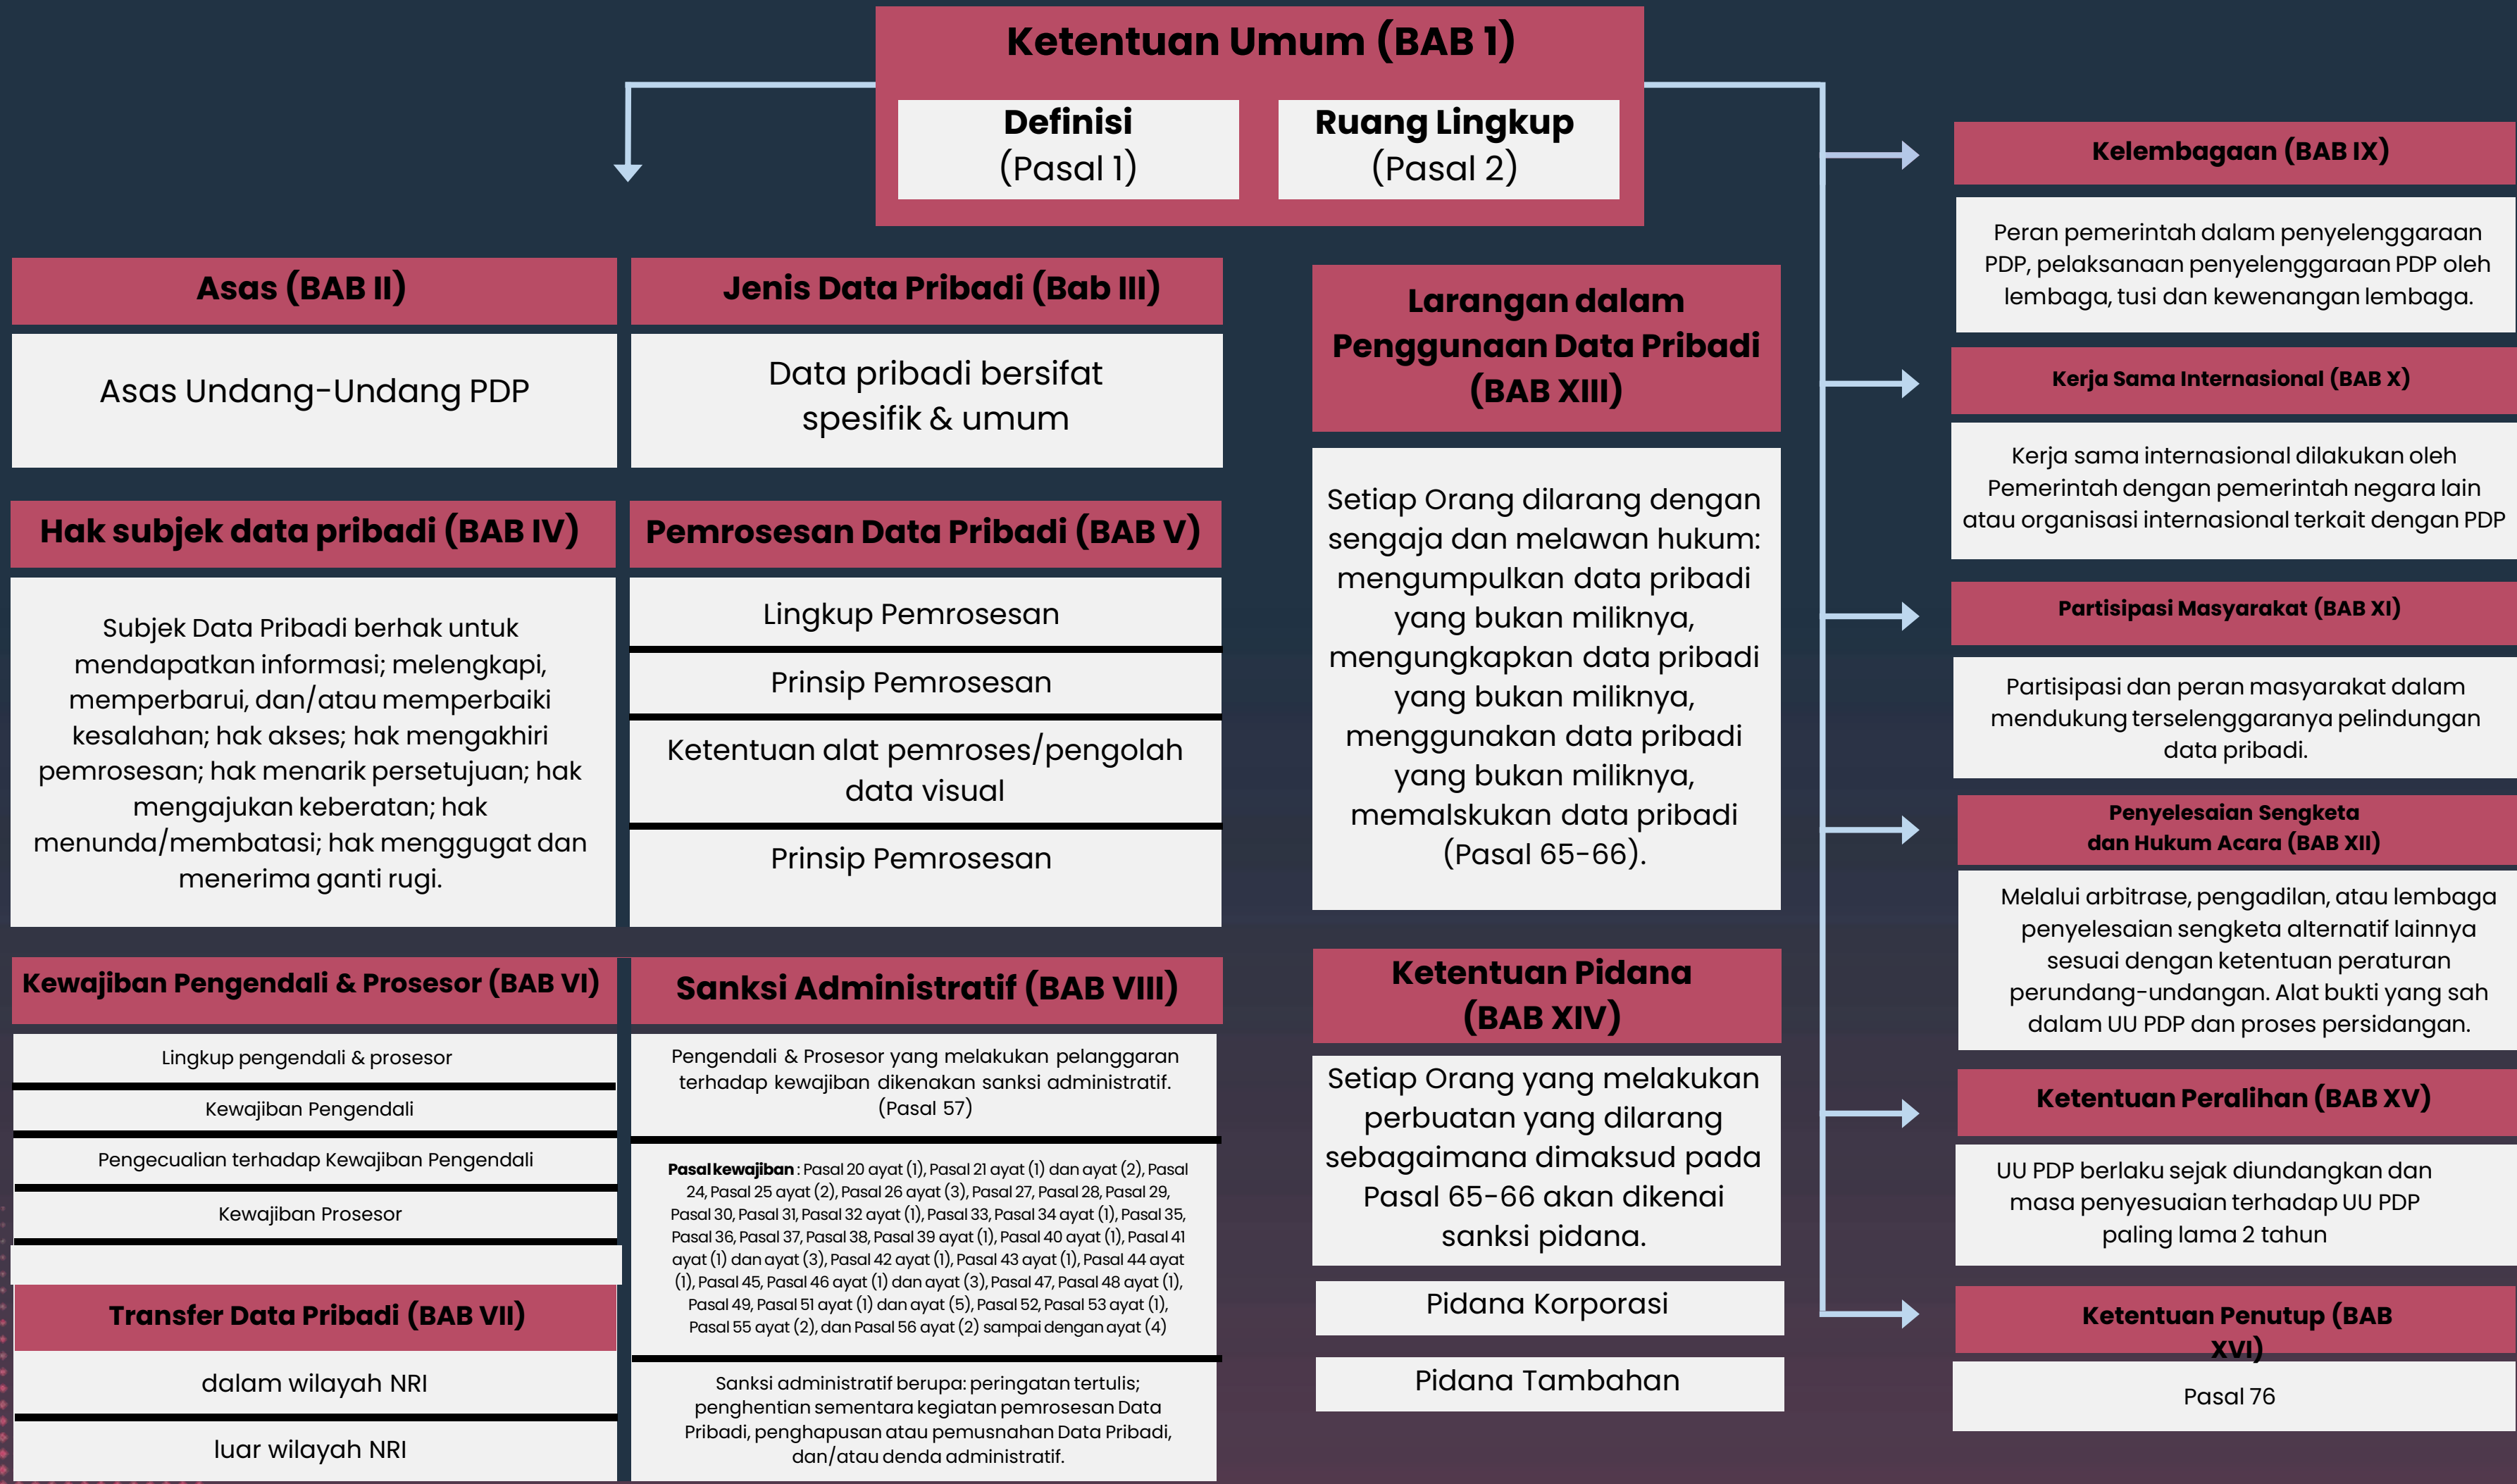 Ketentuan Umum (BAB 1)
Definisi
(Pasal 1)
Ruang Lingkup
(Pasal 2)
Asas (BAB II)
Asas Undang-Undang PDP
Jenis Data Pribadi (Bab III)
Data pribadi bersifat
spesifik & umum
Hak subjek data pribadi (BAB IV)
Subjek Data Pribadi berhak untuk
mendapatkan informasi; melengkapi,
memperbarui, dan/atau memperbaiki
kesalahan; hak akses; hak mengakhiri
pemrosesan; hak menarik persetujuan; hak
mengajukan keberatan; hak
menunda/membatasi; hak menggugat dan
menerima ganti rugi.
Pemrosesan Data Pribadi (BAB V)
Lingkup Pemrosesan
Prinsip Pemrosesan
Ketentuan alat pemroses/pengolah
data visual
Prinsip Pemrosesan
Kewajiban Pengendali & Prosesor (BAB VI)
Lingkup pengendali & prosesor
Kewajiban Pengendali
Pengecualian terhadap Kewajiban Pengendali
Kewajiban Prosesor
Transfer Data Pribadi (BAB VII)
dalam wilayah NRI
luar wilayah NRI
Sanksi Administratif (BAB VIII)
Pengendali & Prosesor yang melakukan pelanggaran
terhadap kewajiban dikenakan sanksi administratif.
(Pasal 57)
Pasal kewajiban : Pasal 20 ayat (1), Pasal 21 ayat (1) dan ayat (2), Pasal
24, Pasal 25 ayat (2), Pasal 26 ayat (3), Pasal 27, Pasal 28, Pasal 29,
Pasal 30, Pasal 31, Pasal 32 ayat (1), Pasal 33, Pasal 34 ayat (1), Pasal 35,
Pasal 36, Pasal 37, Pasal 38, Pasal 39 ayat (1), Pasal 40 ayat (1), Pasal 41
ayat (1) dan ayat (3), Pasal 42 ayat (1), Pasal 43 ayat (1), Pasal 44 ayat
(1), Pasal 45, Pasal 46 ayat (1) dan ayat (3), Pasal 47, Pasal 48 ayat (1),
Pasal 49, Pasal 51 ayat (1) dan ayat (5), Pasal 52, Pasal 53 ayat (1),
Pasal 55 ayat (2), dan Pasal 56 ayat (2) sampai dengan ayat (4)
Sanksi administratif berupa: peringatan tertulis;
penghentian sementara kegiatan pemrosesan Data
Pribadi, penghapusan atau pemusnahan Data Pribadi,
dan/atau denda administratif.
Larangan dalam
Penggunaan Data Pribadi
(BAB XIII)
Setiap Orang dilarang dengan
sengaja dan melawan hukum:
mengumpulkan data pribadi
yang bukan miliknya,
mengungkapkan data pribadi
yang bukan miliknya,
menggunakan data pribadi
yang bukan miliknya,
memalskukan data pribadi
(Pasal 65-66).
Ketentuan Pidana
(BAB XIV)
Setiap Orang yang melakukan
perbuatan yang dilarang
sebagaimana dimaksud pada
Pasal 65-66 akan dikenai
sanksi pidana.
Pidana Korporasi
Pidana Tambahan
Kelembagaan (BAB IX)
Peran pemerintah dalam penyelenggaraan
PDP, pelaksanaan penyelenggaraan PDP oleh
lembaga, tusi dan kewenangan lembaga.
Kerja Sama Internasional (BAB X)
Kerja sama internasional dilakukan oleh
Pemerintah dengan pemerintah negara lain
atau organisasi internasional terkait dengan PDP
Partisipasi Masyarakat (BAB XI)
Partisipasi dan peran masyarakat dalam
mendukung terselenggaranya pelindungan
data pribadi.
Penyelesaian Sengketa
dan Hukum Acara (BAB XII)
Melalui arbitrase, pengadilan, atau lembaga
penyelesaian sengketa alternatif lainnya
sesuai dengan ketentuan peraturan
perundang-undangan. Alat bukti yang sah
dalam UU PDP dan proses persidangan.
Ketentuan Peralihan (BAB XV)
UU PDP berlaku sejak diundangkan dan
masa penyesuaian terhadap UU PDP
paling lama 2 tahun
Ketentuan Penutup (BAB
XVI)
Pasal 76